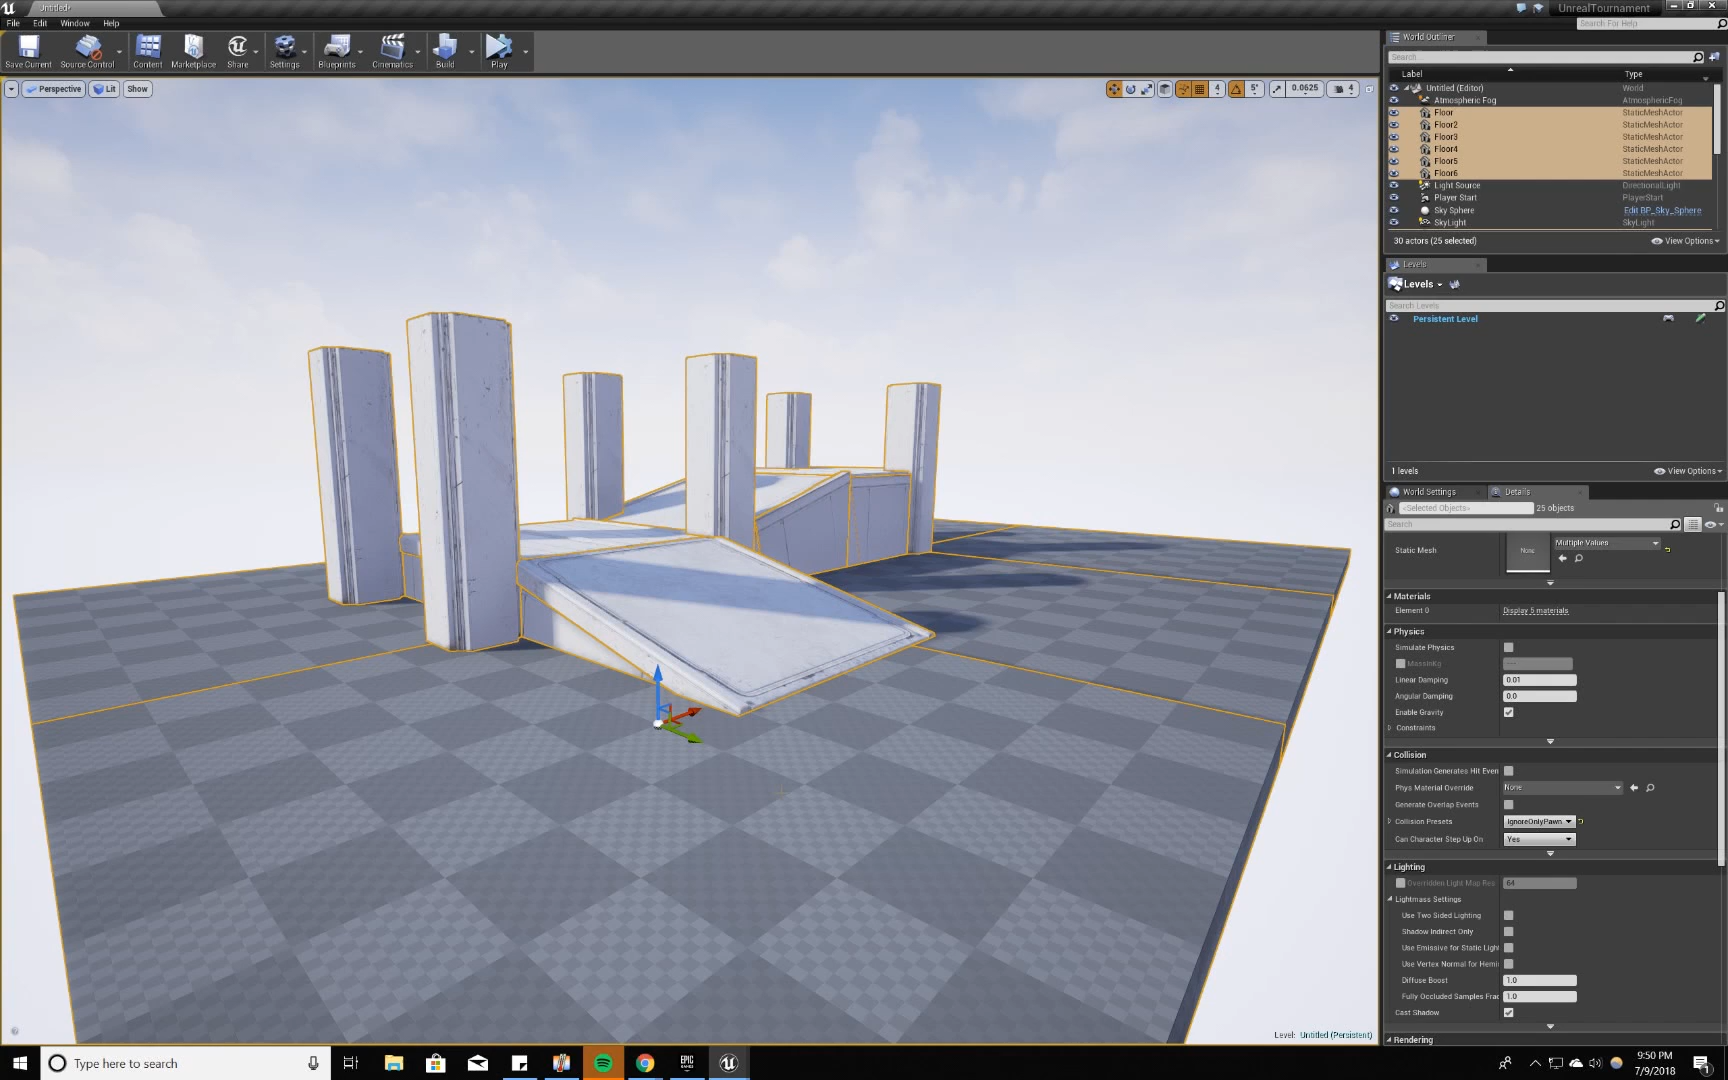 Untitled*
UnrealTournament
File Edit Window Help
Search For Help
Save Current
Source Control
Content
Marketplace
Share
Settings
Blueprints
Cinematics
Build
Play
Perspective
Lit
Show
4
5°
0.0625
4
World Outliner
Search...
Label Type
Untitled (Editor) World
Atmospheric Fog AtmosphericFog
Floor StaticMeshActor
Floor2 StaticMeshActor
Floor3 StaticMeshActor
Floor4 StaticMeshActor
Floor5 StaticMeshActor
Floor6 StaticMeshActor
Light Source DirectionalLight
Player Start PlayerStart
Sky Sphere Edit BP_Sky_Sphere
SkyLight SkyLight
30 actors (25 selected) View Options
Levels
Levels
Search Levels
Persistent Level
1 levels View Options
World Settings Details
<Selected Objects> 25 objects
Search
Static Mesh None Multiple Values
Materials
Element 0 Display 5 materials
Physics
Simulate Physics
MassInKg ---
Linear Damping 0.01
Angular Damping 0.0
Enable Gravity
Constraints
Collision
Simulation Generates Hit Even
Phys Material Override None
Generate Overlap Events
Collision Presets IgnoreOnlyPawn
Can Character Step Up On Yes
Lighting
Overridden Light Map Res 64
Lightmass Settings
Use Two Sided Lighting
Shadow Indirect Only
Use Emissive for Static Light
Use Vertex Normal for Hemi
Diffuse Boost 1.0
Fully Occluded Samples Frac 1.0
Cast Shadow
Rendering
Level: Untitled (Persistent)
Type here to search
EPIC GAMES
9:50 PM
7/9/2018
1